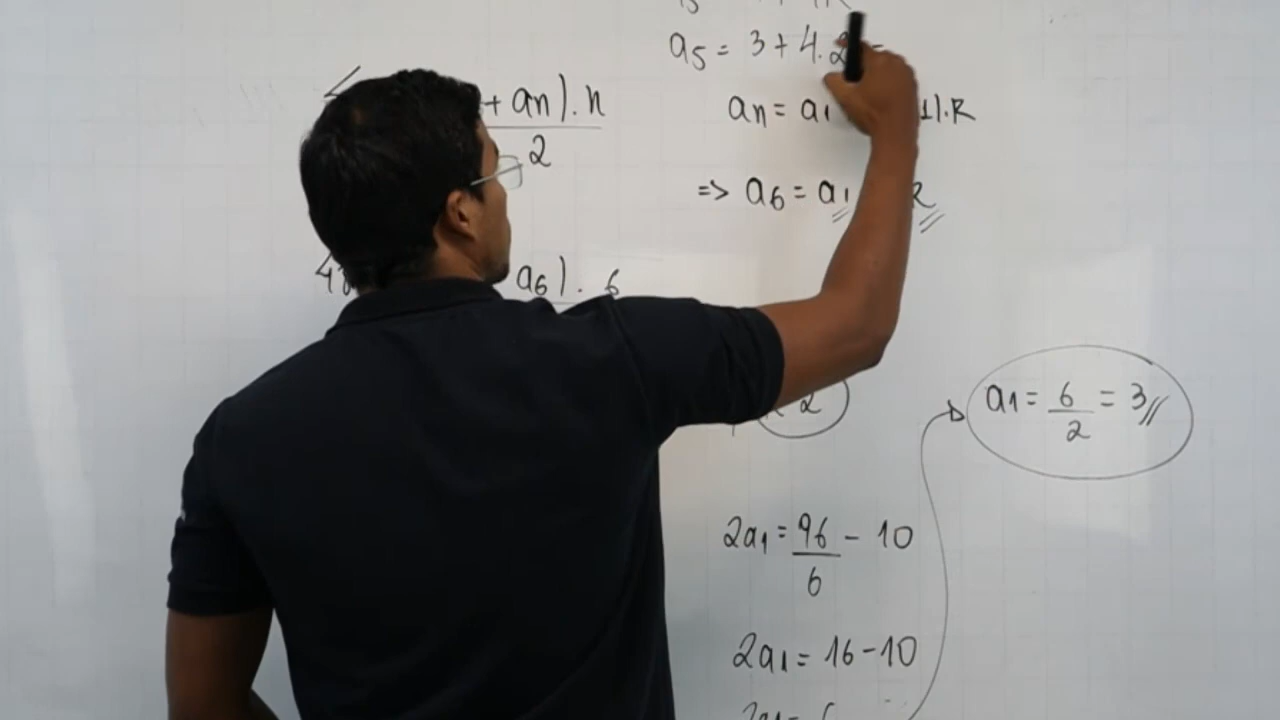 a5 = 3 + 4.2 =
+ an). n
2
an = a1 1).R
=> a6 = a1 R
a6). 6
2
a1 = 6/2 = 3//
2a1 = 96/6 - 10
2a1 = 16-10